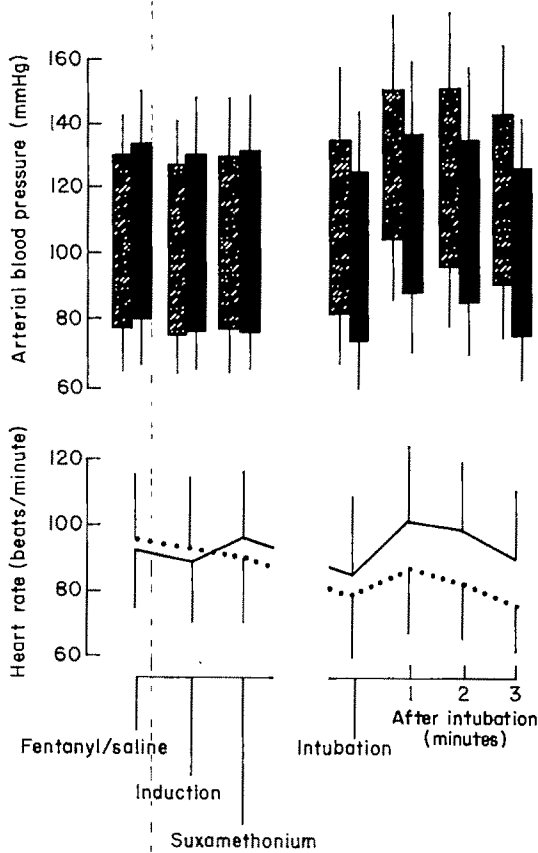 Arterial blood pressure (mmHg)
160
140
120
100
80
60
Heart rate (beats/minute)
120
100
80
60
1 2 3
Fentanyl/saline
Intubation
After intubation
(minutes)
Induction
Suxamethonium